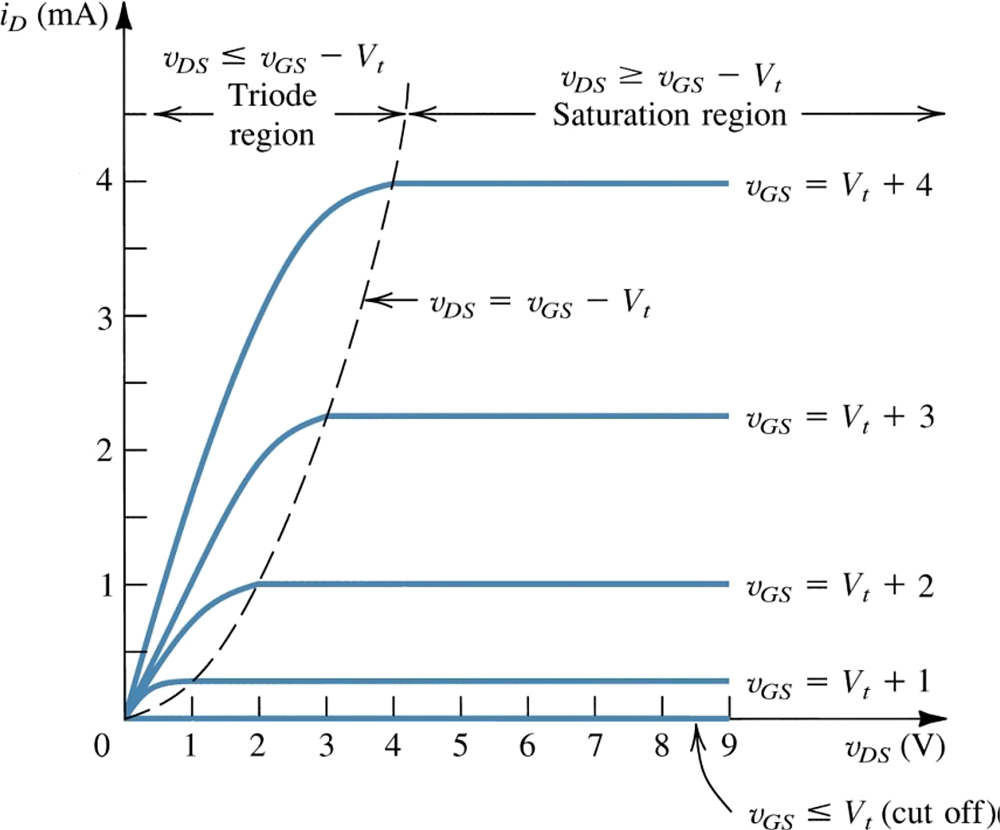 i_D (mA)
v_DS ≤ v_GS − V_t
Triode
region
v_DS ≥ v_GS − V_t
Saturation region
4
v_GS = V_t + 4
3
v_DS = v_GS − V_t
v_GS = V_t + 3
2
1
v_GS = V_t + 2
v_GS = V_t + 1
0 1 2 3 4 5 6 7 8 9
v_DS (V)
v_GS ≤ V_t (cut off)(